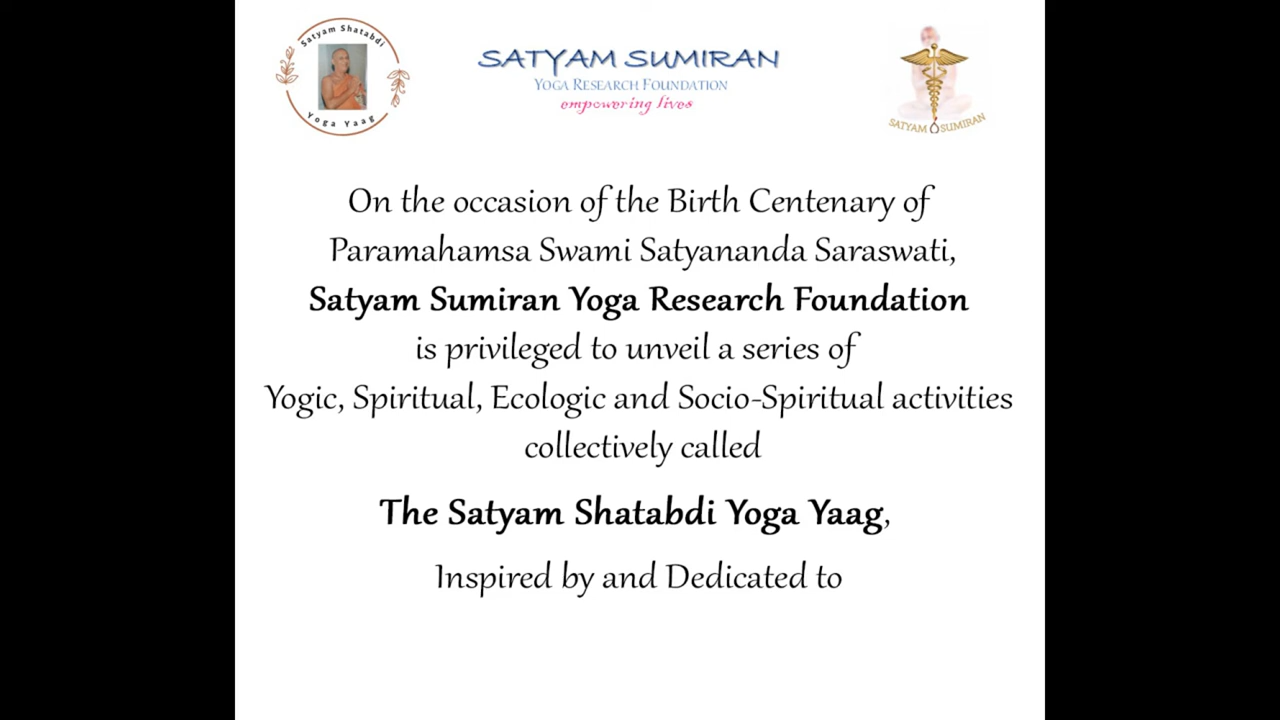 Satyam Shatabdi
Yoga Yaag
SATYAM SUMIRAN
YOGA RESEARCH FOUNDATION
empowering lives
SATYAM SUMIRAN
On the occasion of the Birth Centenary of
Paramahamsa Swami Satyananda Saraswati,
Satyam Sumiran Yoga Research Foundation
is privileged to unveil a series of
Yogic, Spiritual, Ecologic and Socio-Spiritual activities
collectively called
The Satyam Shatabdi Yoga Yaag,
Inspired by and Dedicated to